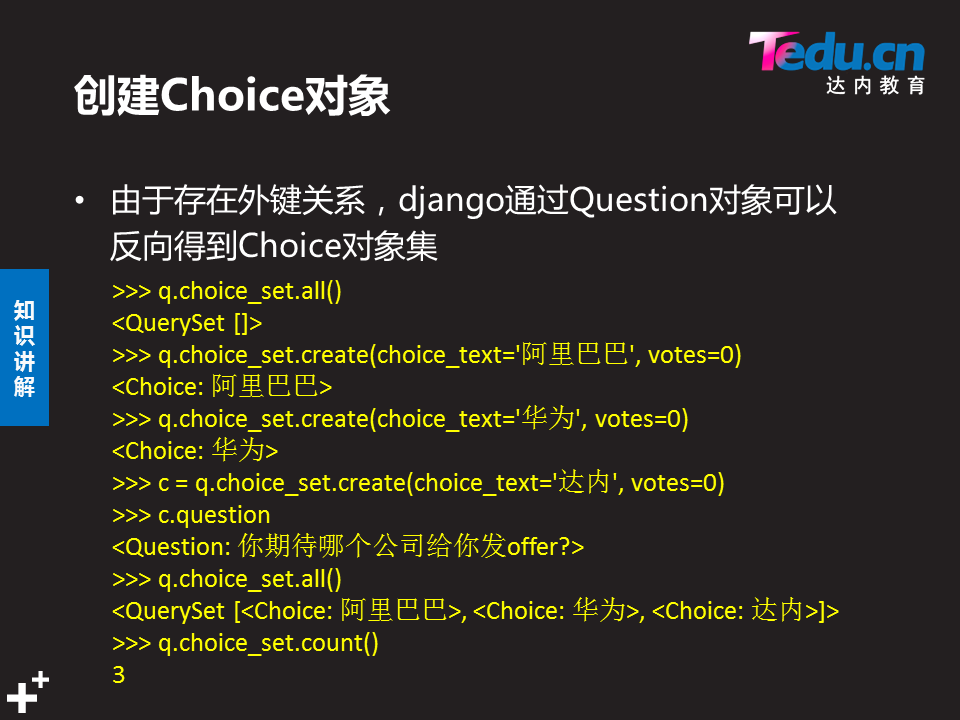 Tedu.cn
达内教育
创建Choice对象
• 由于存在外键关系，django通过Question对象可以
反向得到Choice对象集
知识讲解
>>> q.choice_set.all()
<QuerySet []>
>>> q.choice_set.create(choice_text='阿里巴巴', votes=0)
<Choice: 阿里巴巴>
>>> q.choice_set.create(choice_text='华为', votes=0)
<Choice: 华为>
>>> c = q.choice_set.create(choice_text='达内', votes=0)
>>> c.question
<Question: 你期待哪个公司给你发offer?>
>>> q.choice_set.all()
<QuerySet [<Choice: 阿里巴巴>, <Choice: 华为>, <Choice: 达内>]>
>>> q.choice_set.count()
3